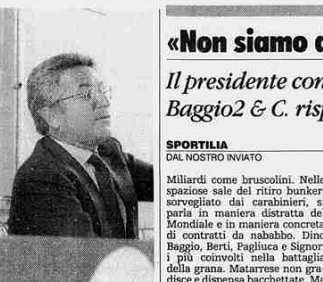 «Non siamo
Il presidente con
Baggio2 & C. risp
SPORTILIA
DAL NOSTRO INVIATO
Miliardi come bruscolini. Nelle
spaziose sale del ritiro bunker
sorvegliato dai carabinieri, si
parla in maniera distratta del
Mondiale e in maniera concreta
di contratti da nababbo. Dino
Baggio, Berti, Pagliuca e Signori
i più coinvolti nella battaglia
della grana. Matarrese non gra-
disce e dispensa bacchettate. Ma